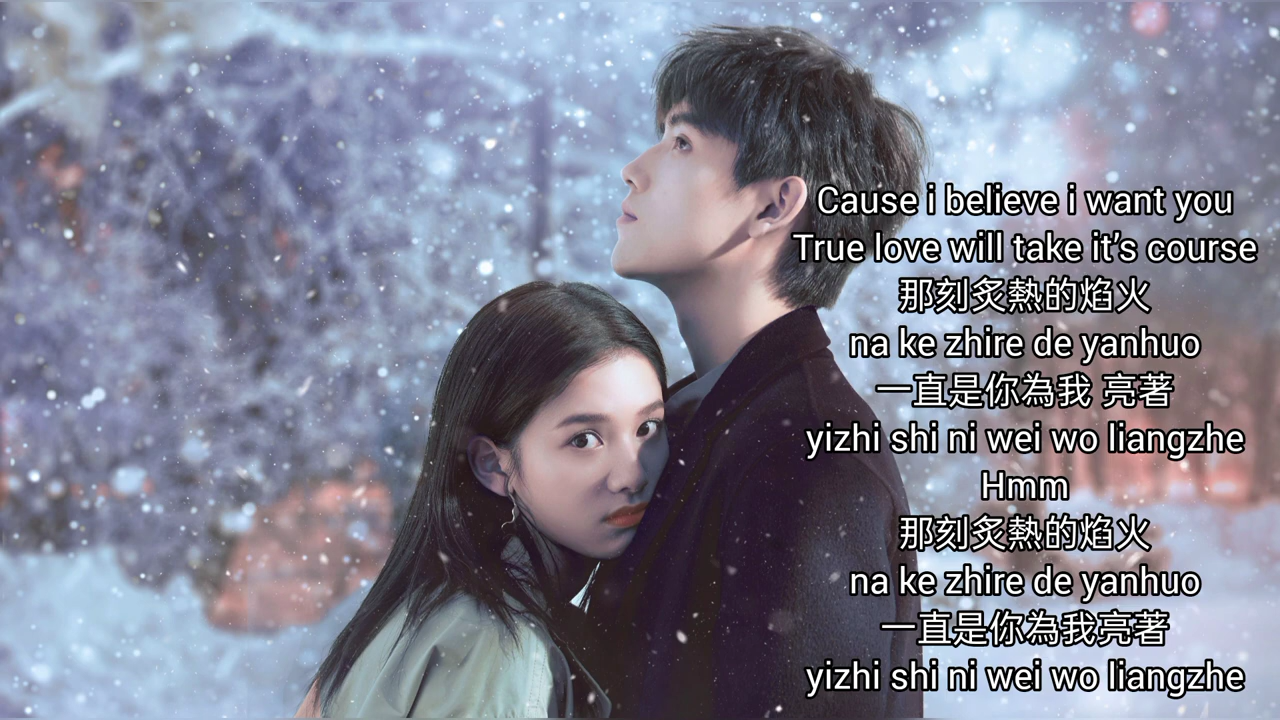 Cause i believe i want you
True love will take it’s course
那刻炙熱的焰火
na ke zhire de yanhuo
一直是你為我 亮著
yizhi shi ni wei wo liangzhe
Hmm
那刻炙熱的焰火
na ke zhire de yanhuo
一直是你為我亮著
yizhi shi ni wei wo liangzhe